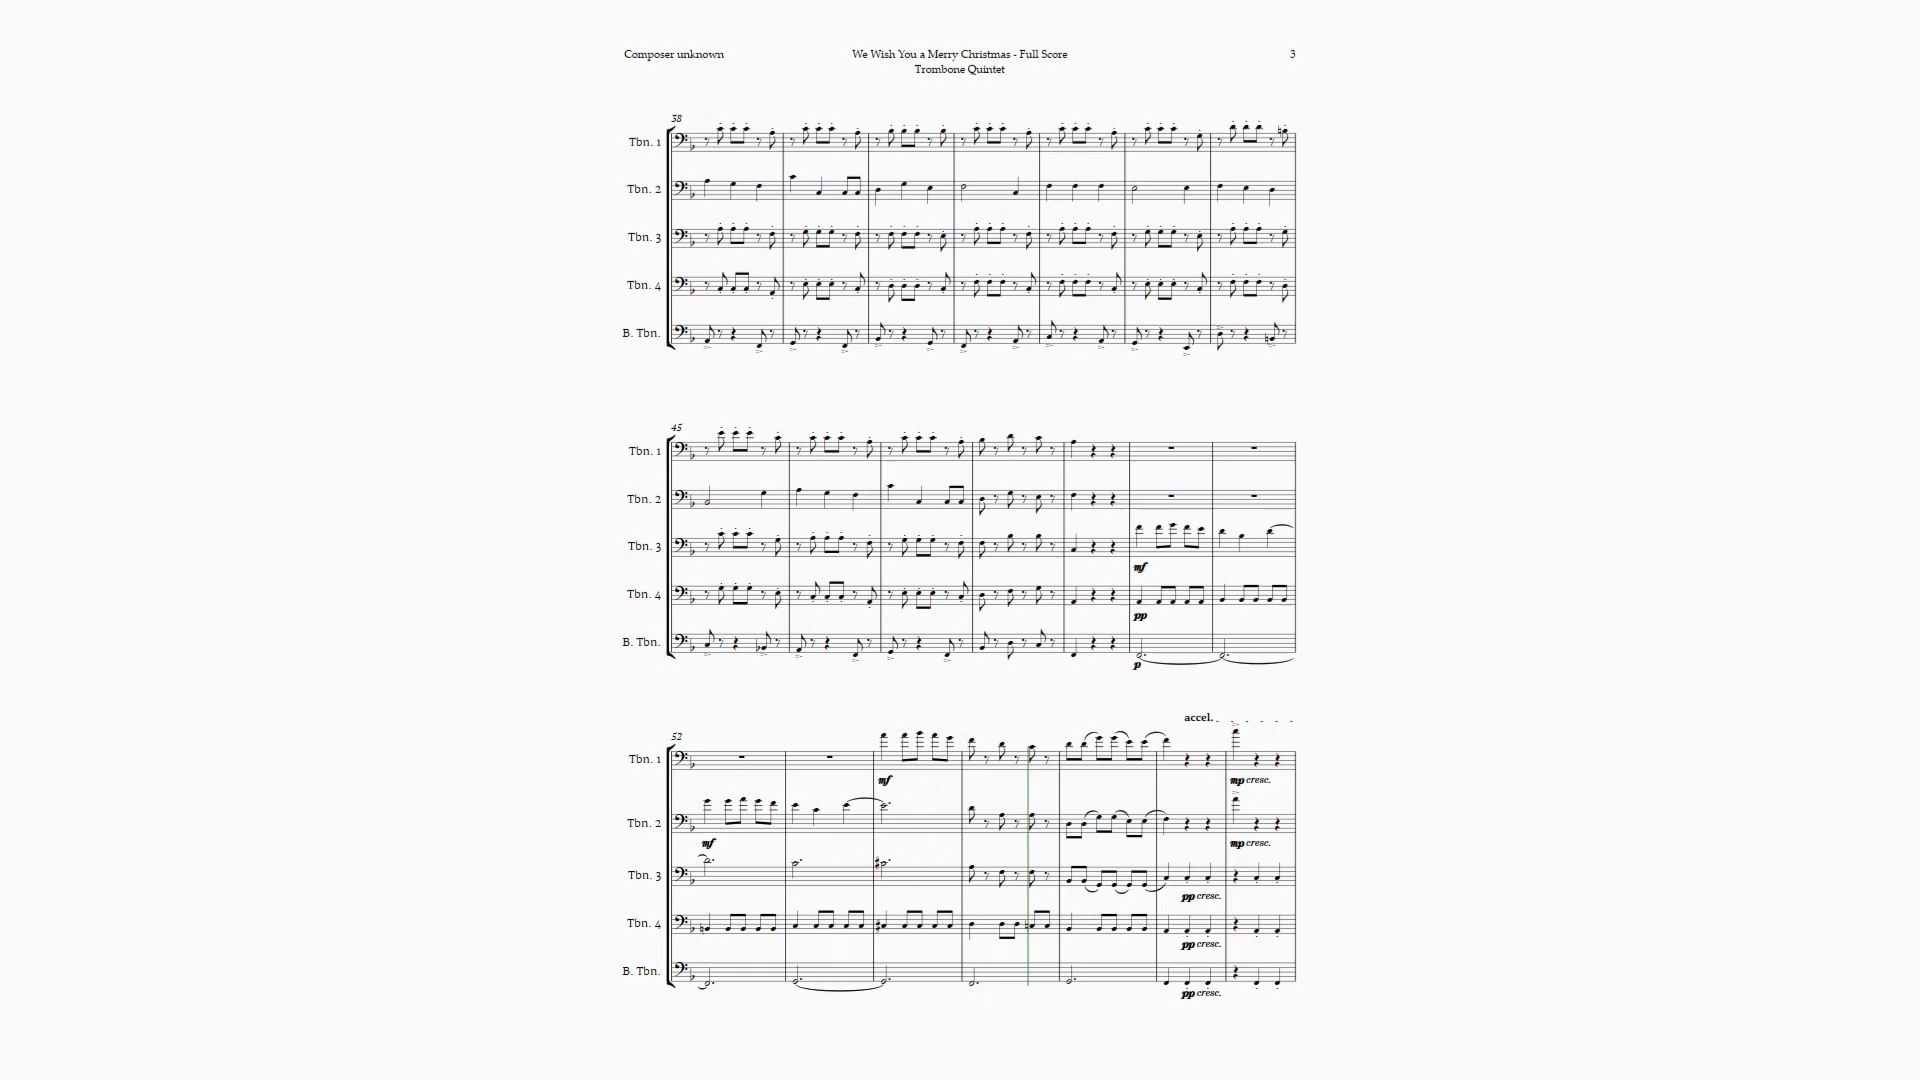 Composer unknown We Wish You a Merry Christmas - Full Score 3
Trombone Quintet
38
Tbn. 1
Tbn. 2
Tbn. 3
Tbn. 4
B. Tbn.
45
Tbn. 1
Tbn. 2
Tbn. 3
mf
Tbn. 4
pp
B. Tbn.
p
accel.
52
Tbn. 1
mf mp cresc.
Tbn. 2
mf mp cresc.
Tbn. 3
pp cresc.
Tbn. 4
pp cresc.
B. Tbn.
pp cresc.